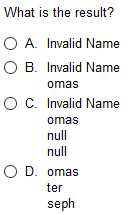 What is the result?
A. Invalid Name
B. Invalid Name
omas
C. Invalid Name
omas
null
null
D. omas
ter
seph